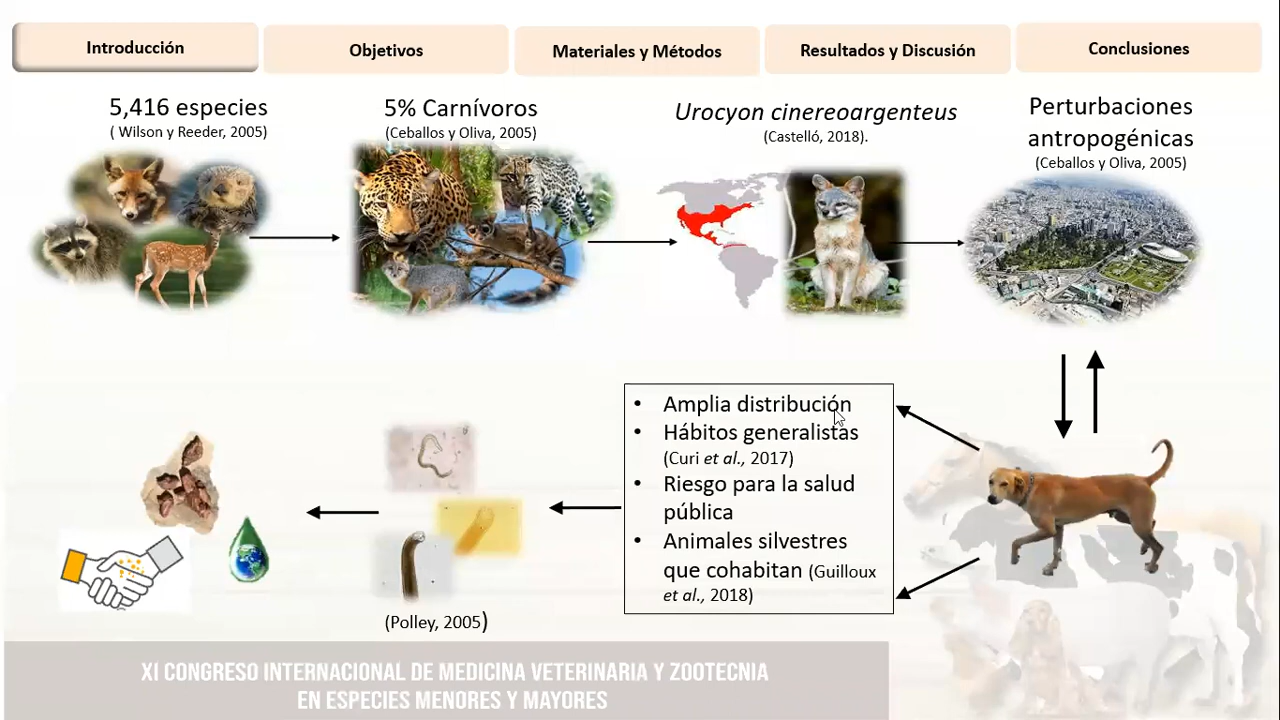 Introducción
Objetivos
Materiales y Métodos
Resultados y Discusión
Conclusiones
5,416 especies
( Wilson y Reeder, 2005)
5% Carnívoros
(Ceballos y Oliva, 2005)
Urocyon cinereoargenteus
(Castelló, 2018).
Perturbaciones
antropogénicas
(Ceballos y Oliva, 2005)
• Amplia distribución
• Hábitos generalistas
(Curi et al., 2017)
• Riesgo para la salud
pública
• Animales silvestres
que cohabitan (Guilloux
et al., 2018)
(Polley, 2005)
XI CONGRESO INTERNACIONAL DE MEDICINA VETERINARIA Y ZOOTECNIA
EN ESPECIES MENORES Y MAYORES